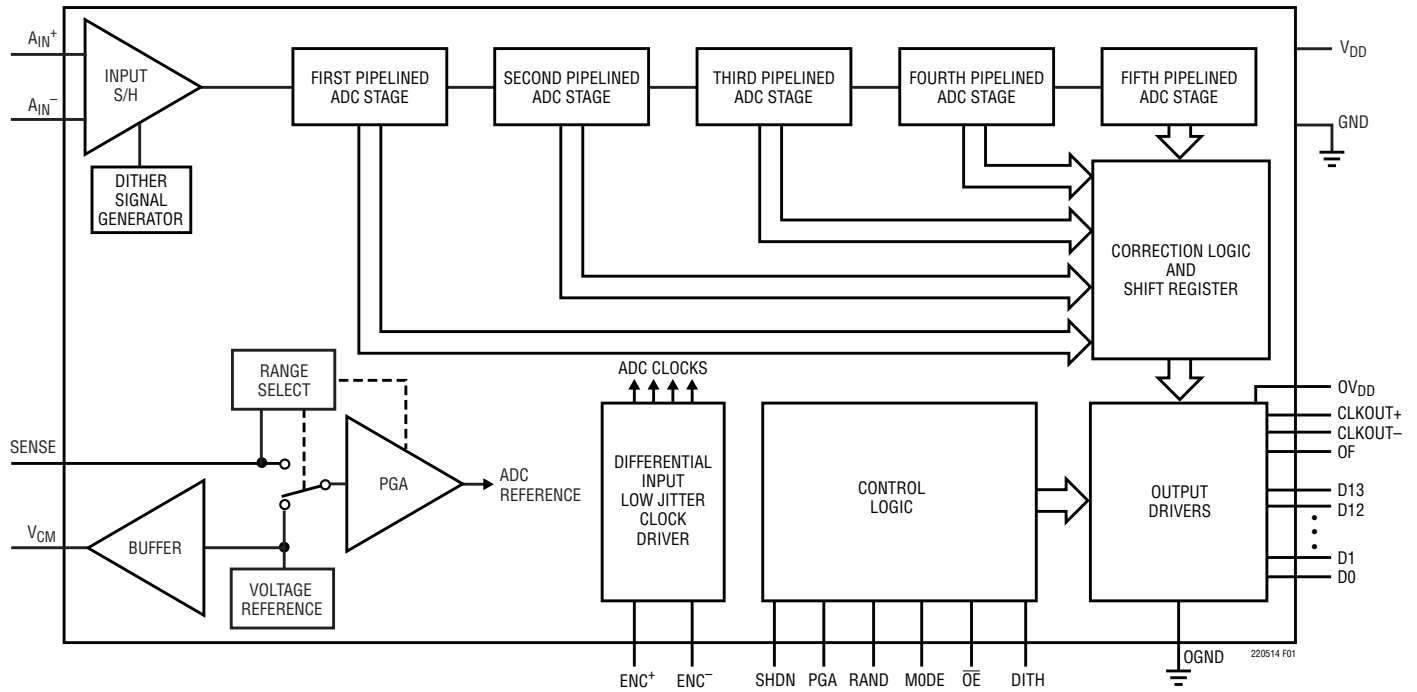 AIN+
AIN−
INPUT
S/H
DITHER
SIGNAL
GENERATOR
FIRST PIPELINED
ADC STAGE
SECOND PIPELINED
ADC STAGE
THIRD PIPELINED
ADC STAGE
FOURTH PIPELINED
ADC STAGE
FIFTH PIPELINED
ADC STAGE
VDD
GND
CORRECTION LOGIC
AND
SHIFT REGISTER
RANGE
SELECT
SENSE
PGA
ADC
REFERENCE
VCM
BUFFER
VOLTAGE
REFERENCE
ADC CLOCKS
DIFFERENTIAL
INPUT
LOW JITTER
CLOCK
DRIVER
CONTROL
LOGIC
OUTPUT
DRIVERS
OVDD
CLKOUT+
CLKOUT–
OF
D13
D12
•
•
•
D1
D0
ENC+
ENC−
SHDN
PGA
RAND
MODE
O̅E̅
DITH
OGND
220514 F01